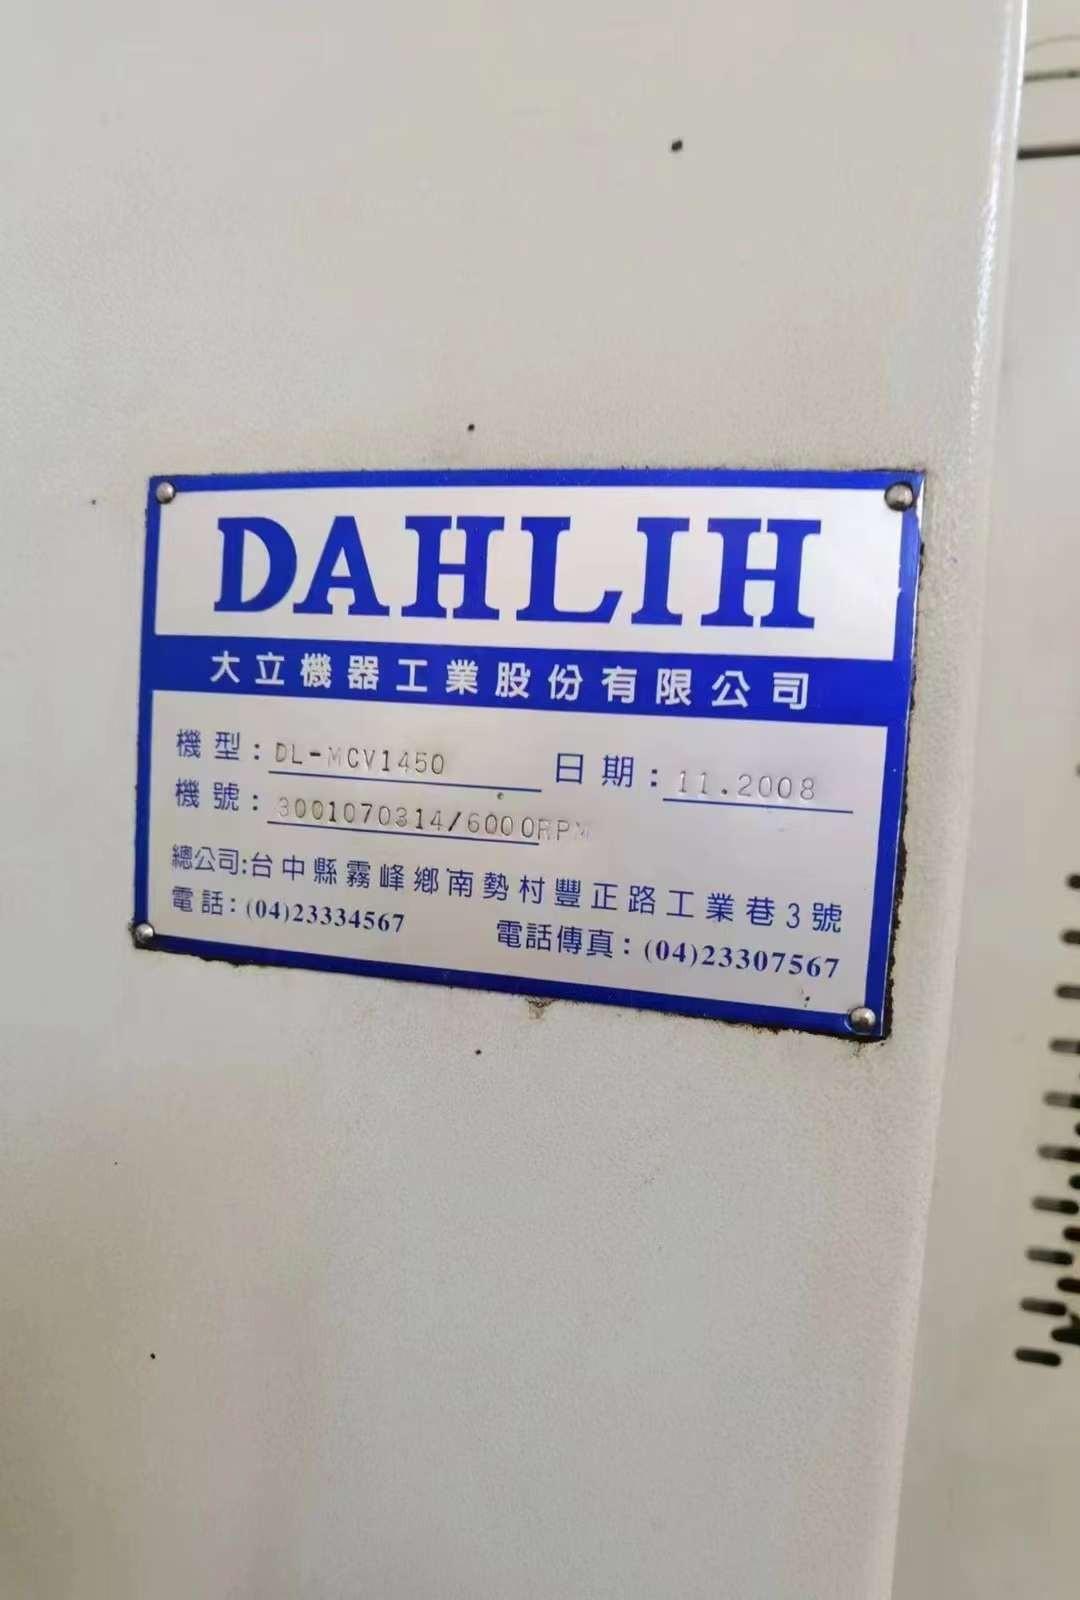 DAHLIH
大立機器工業股份有限公司
機型：DL-MCV1450 日期：11.2008
機號：3001070314/6000RPM
總公司:台中縣霧峰鄉南勢村豐正路工業巷3號
電話：(04)23334567 電話傳真：(04)23307567